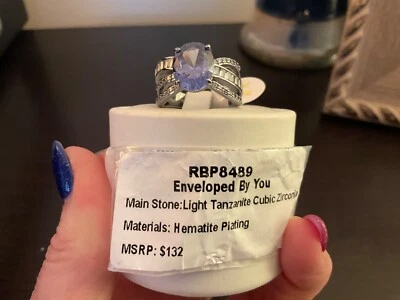 RBP8489
Enveloped By You
Main Stone:Light Tanzanite Cubic Zirconia
Materials: Hematite Plating
MSRP: $132